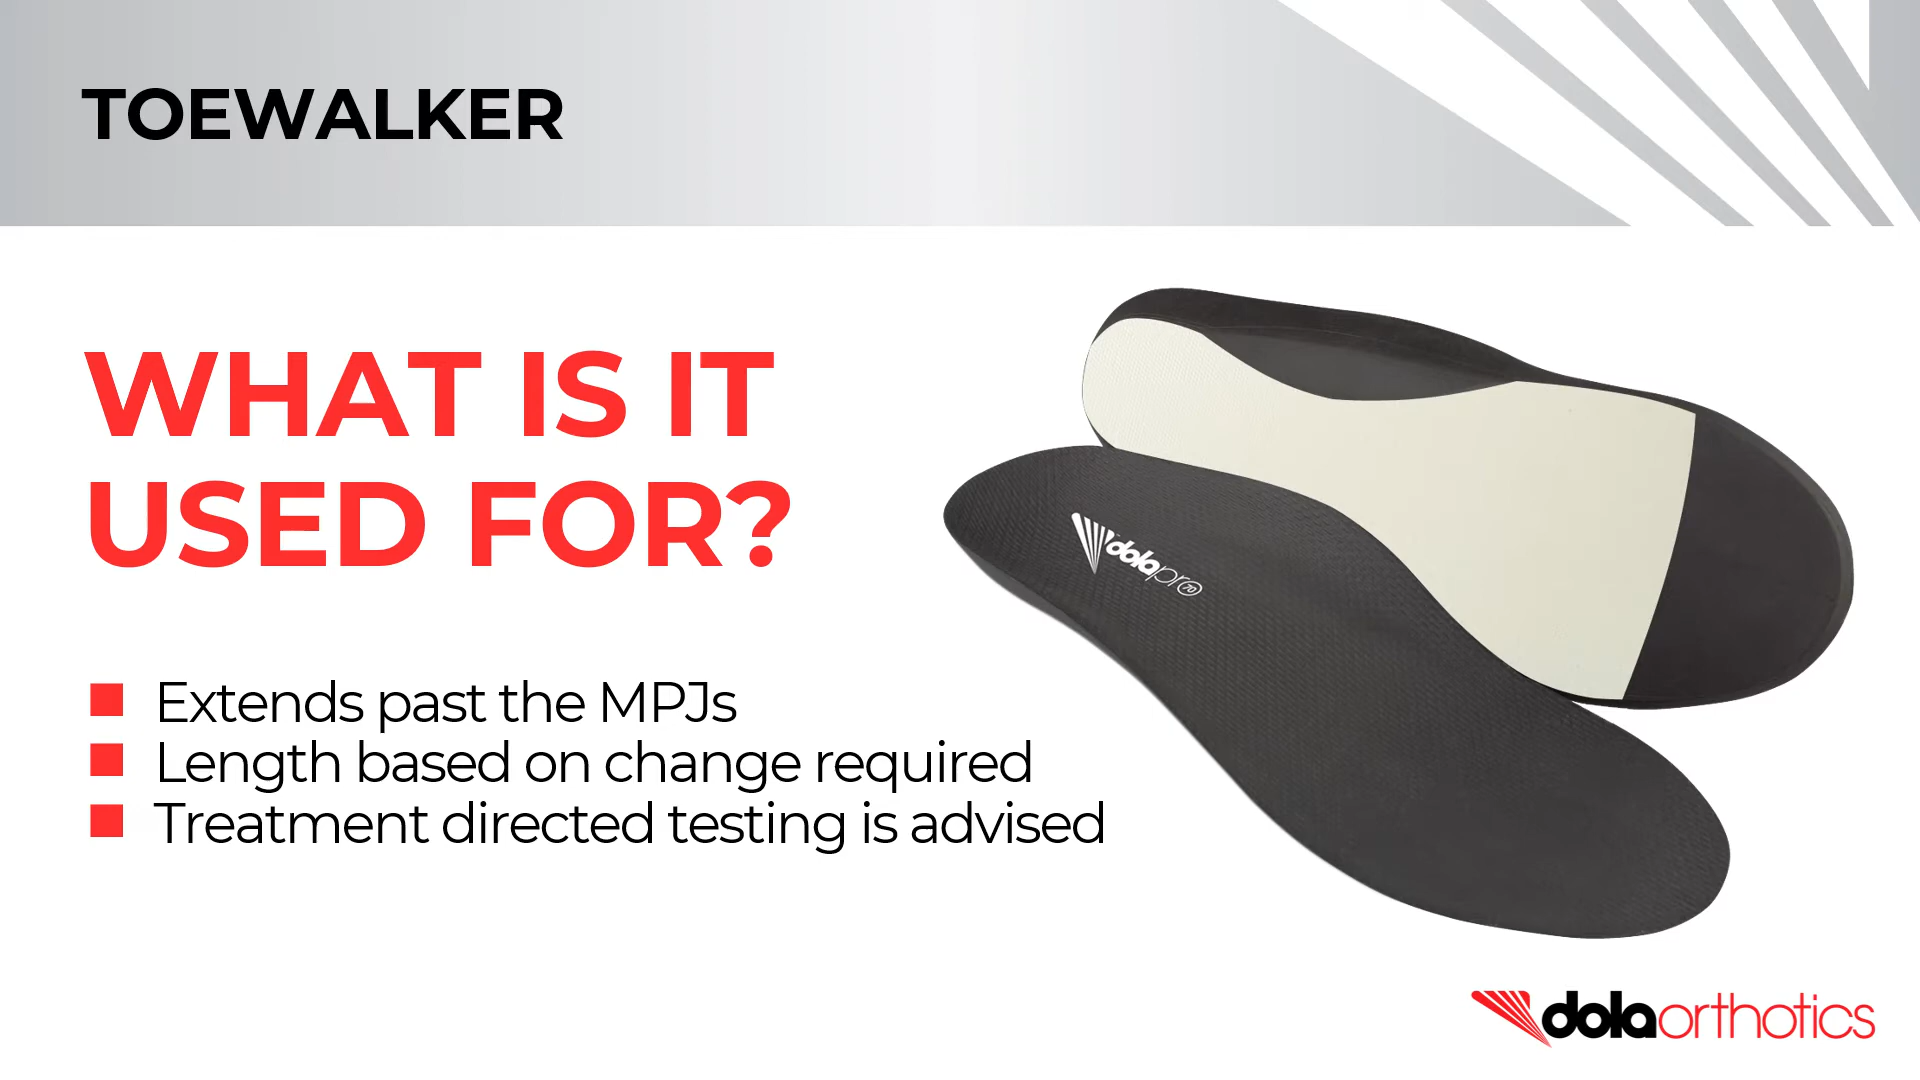 TOEWALKER
WHAT IS IT
USED FOR?
Extends past the MPJs
Length based on change required
Treatment directed testing is advised
dolapro70
dolaorthotics